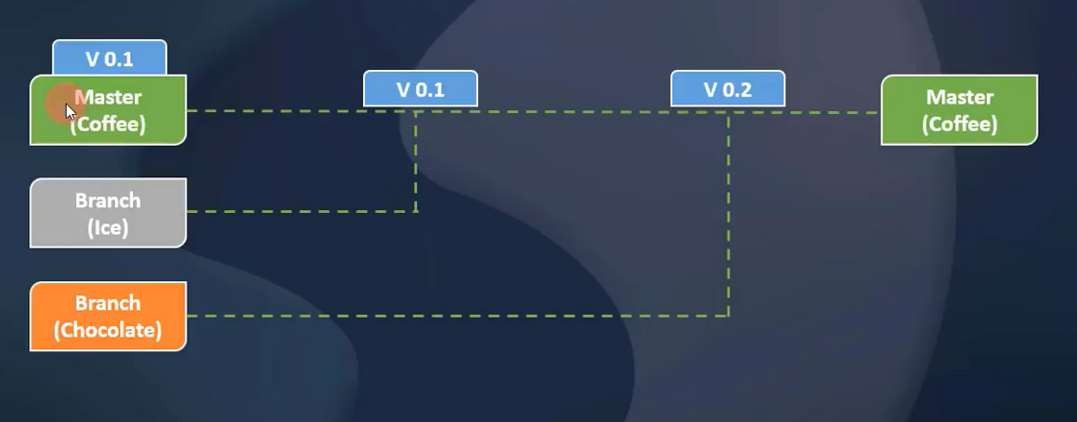 V 0.1
Master
(Coffee)
V 0.1
V 0.2
Master
(Coffee)
Branch
(Ice)
Branch
(Chocolate)